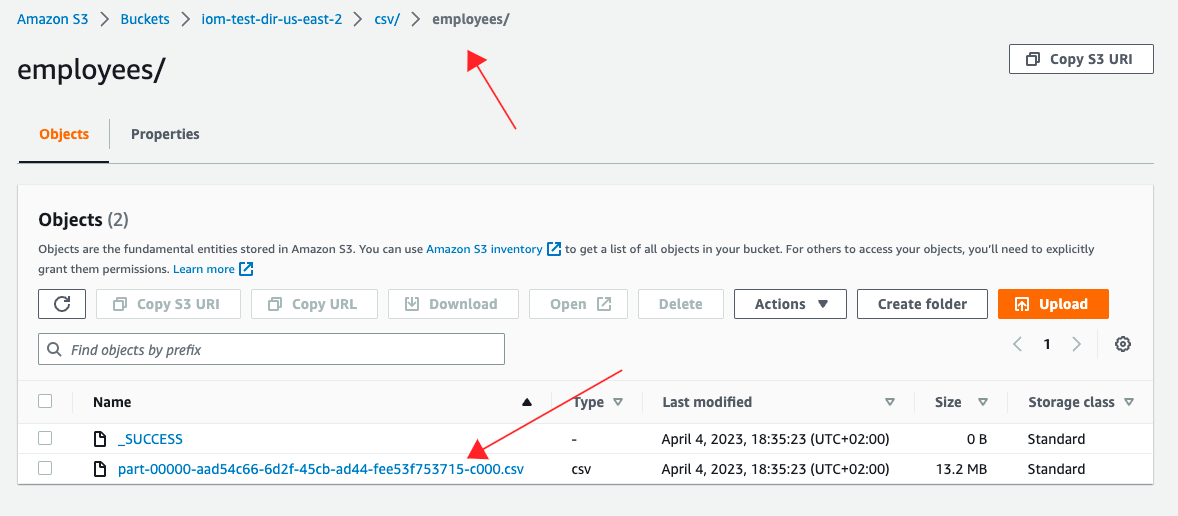 Amazon S3 > Buckets > iom-test-dir-us-east-2 > csv/ > employees/
employees/
Copy S3 URI
Objects Properties
Objects (2)
Objects are the fundamental entities stored in Amazon S3. You can use Amazon S3 inventory to get a list of all objects in your bucket. For others to access your objects, you'll need to explicitly
grant them permissions. Learn more
Copy S3 URI Copy URL Download Open Delete Actions Create folder Upload
Find objects by prefix
1
Name Type Last modified Size Storage class
_SUCCESS - April 4, 2023, 18:35:23 (UTC+02:00) 0 B Standard
part-00000-aad54c66-6d2f-45cb-ad44-fee53f753715-c000.csv csv April 4, 2023, 18:35:23 (UTC+02:00) 13.2 MB Standard